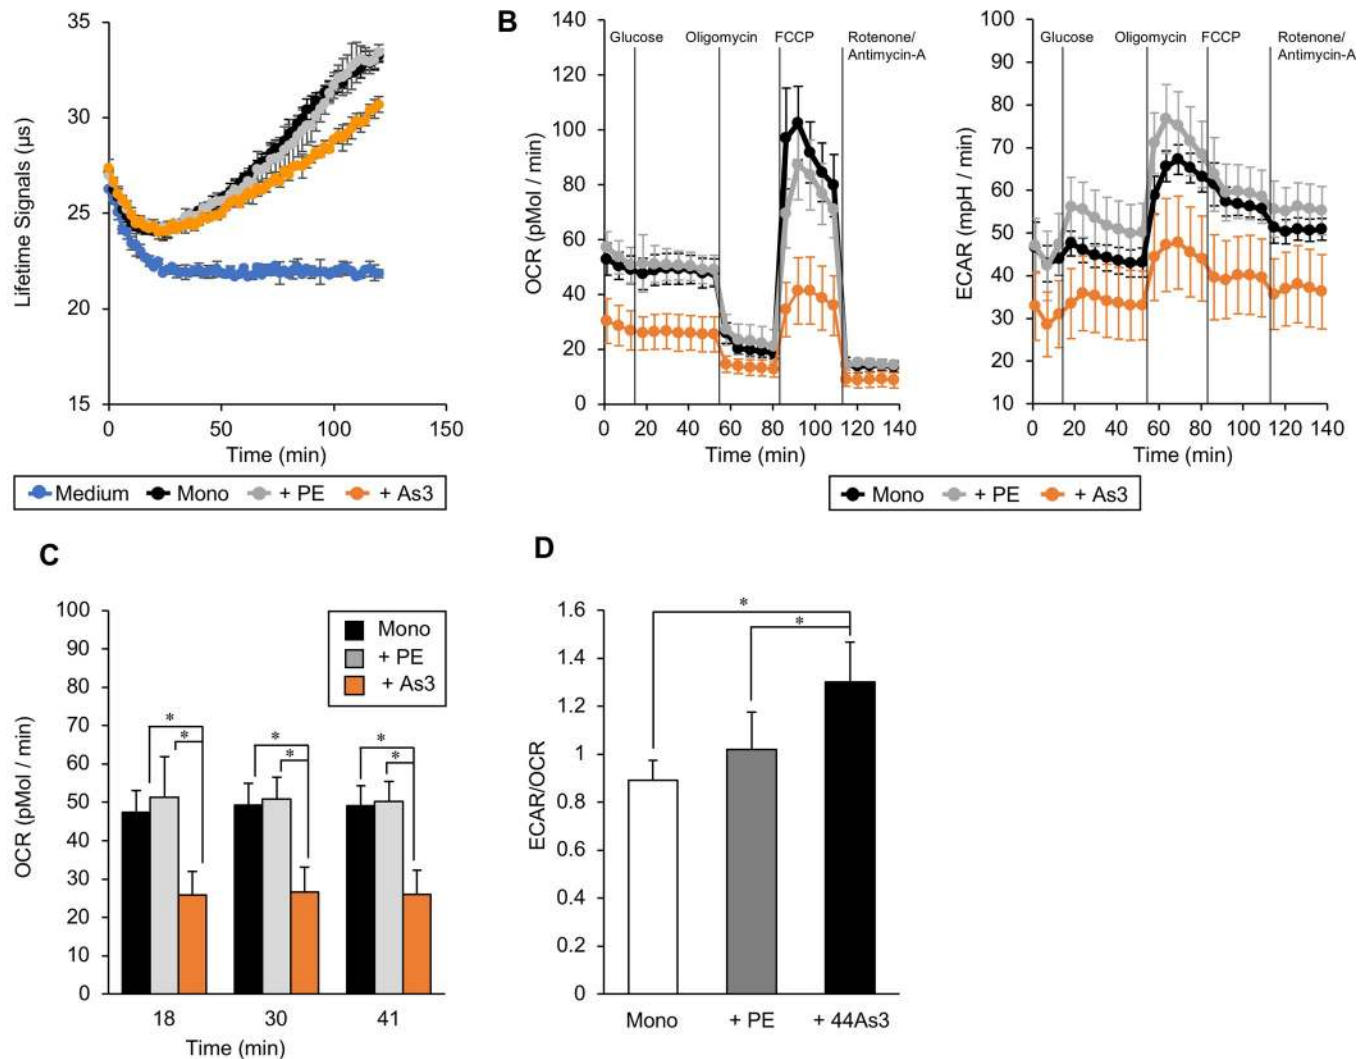 B
35
30
25
20
15
Lifetime Signals (µs)
0
50
100
Time (min)
Medium
Mono
+ PE
+ As3
140
120
100
80
60
40
20
0
OCR (pMol / min)
Glucose
Oligomycin
FCCP
Rotenone/
Antimycin-A
0 20 40 60 80 100 120 140
Time (min)
100
90
80
70
60
50
40
30
20
10
ECAR (mpH / min)
Glucose
Oligomycin
FCCP
Rotenone/
Antimycin-A
0 20 40 60 80 100 120 140
Time (min)
Mono
+ PE
+ As3
C
100
90
80
70
60
50
40
30
20
10
0
OCR (pMol / min)
Mono
+ PE
+ As3
* *
* *
* *
18 30 41
Time (min)
D
1.6
1.4
1.2
1
0.8
0.6
0.4
0.2
0
ECAR/OCR
*
*
Mono + PE + 44As3